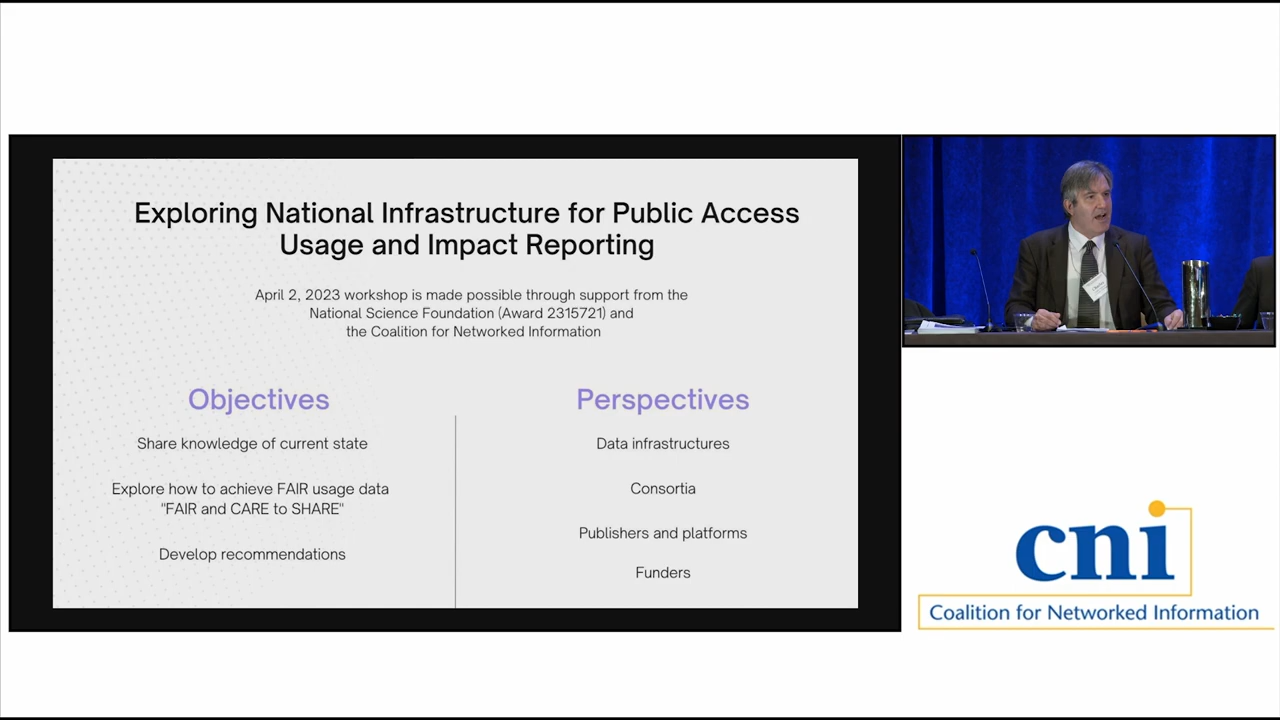 Exploring National Infrastructure for Public Access
Usage and Impact Reporting
April 2, 2023 workshop is made possible through support from the
National Science Foundation (Award 2315721) and
the Coalition for Networked Information
Objectives
Share knowledge of current state
Explore how to achieve FAIR usage data
"FAIR and CARE to SHARE"
Develop recommendations
Perspectives
Data infrastructures
Consortia
Publishers and platforms
Funders
cni
Coalition for Networked Information